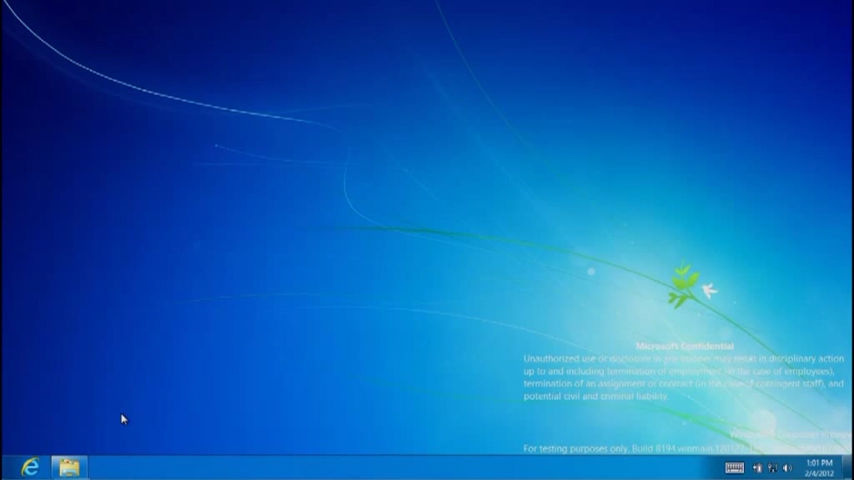 Microsoft Confidential
Unauthorized use or disclosure in any manner may result in disciplinary action
up to and including termination of employment (in the case of employees),
termination of an assignment or contract (in the case of contingent staff), and
potential civil and criminal liability.
For testing purposes only. Build 8194.winmain
1:01 PM
2/4/2012